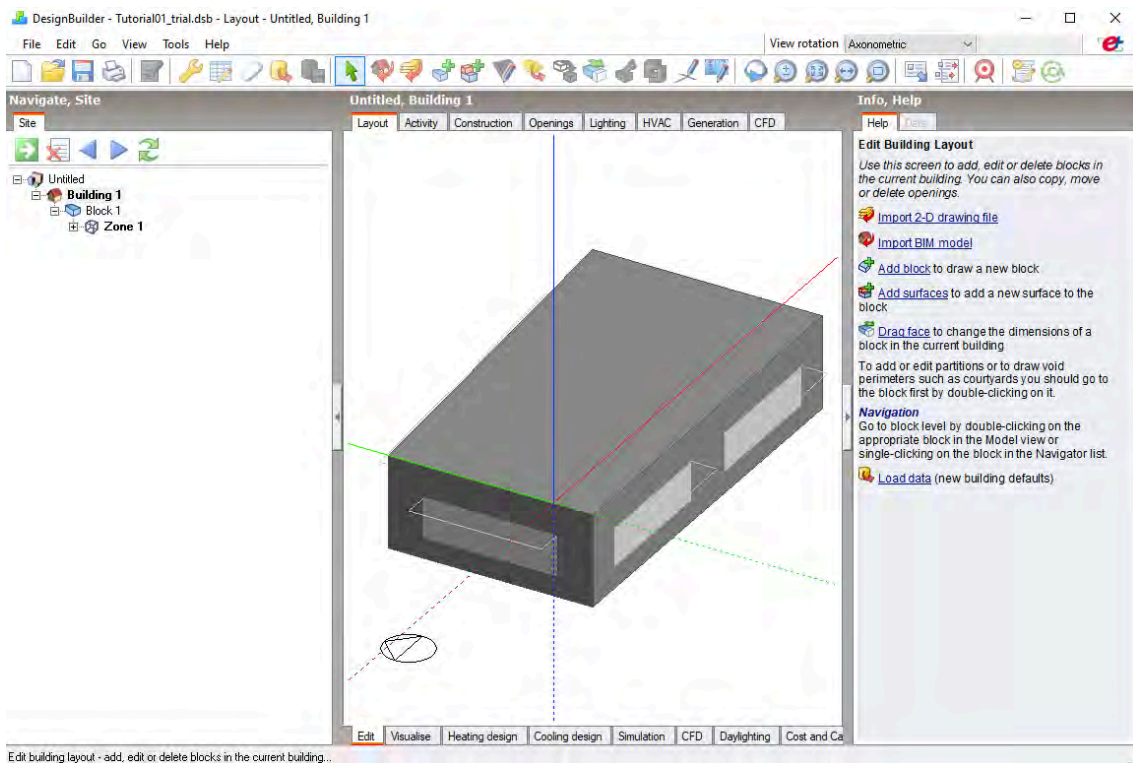 DesignBuilder - Tutorial01_trial.dsb - Layout - Untitled, Building 1
File Edit Go View Tools Help
View rotation Axonometric
Navigate, Site
Site
Untitled
Building 1
Block 1
Zone 1
Untitled, Building 1
Layout Activity Construction Openings Lighting HVAC Generation CFD
Edit Visualise Heating design Cooling design Simulation CFD Daylighting Cost and Ca
Info, Help
Help Data
Edit Building Layout
Use this screen to add, edit or delete blocks in
the current building. You can also copy, move
or delete openings.
Import 2-D drawing file
Import BIM model
Add block to draw a new block
Add surfaces to add a new surface to the
block
Drag face to change the dimensions of a
block in the current building
To add or edit partitions or to draw void
perimeters such as courtyards you should go to
the block first by double-clicking on it.
Navigation
Go to block level by double-clicking on the
appropriate block in the Model view or
single-clicking on the block in the Navigator list.
Load data (new building defaults)
Edit building layout - add, edit or delete blocks in the current building...